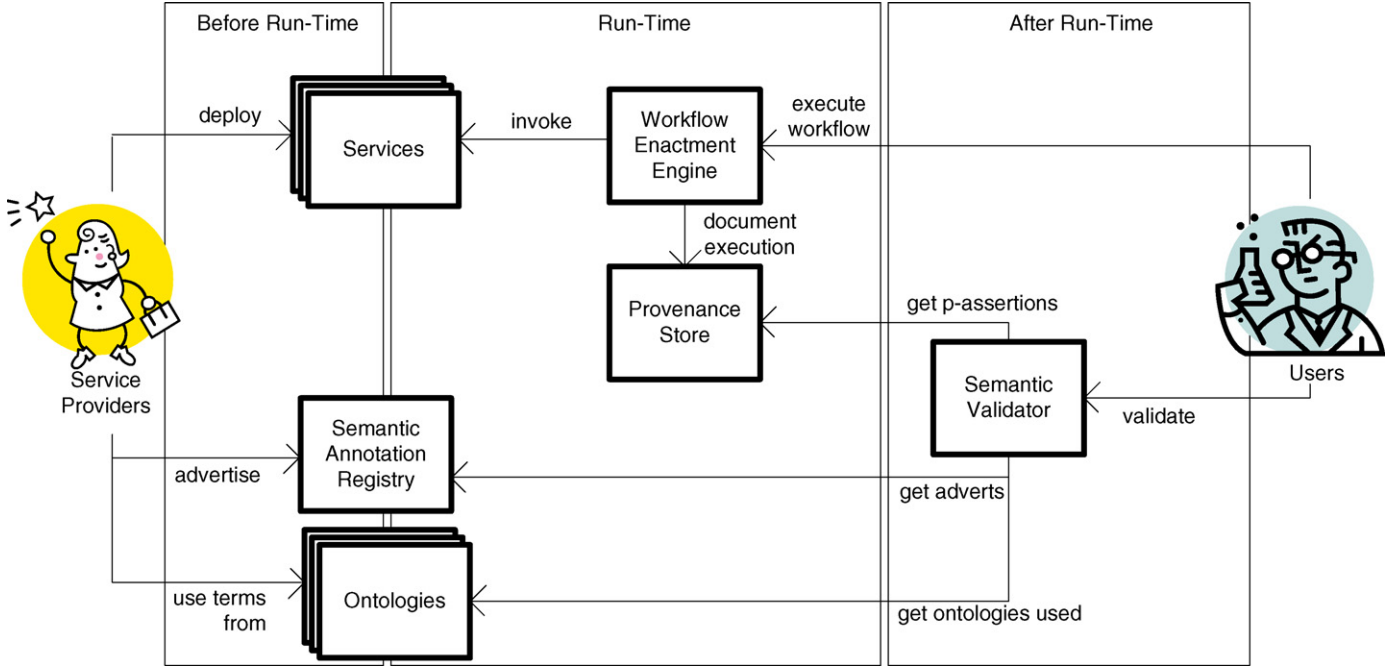 Before Run-Time
Run-Time
After Run-Time
deploy
Services
invoke
Workflow
Enactment
Engine
execute
workflow
document
execution
Provenance
Store
get p-assertions
Service
Providers
Semantic
Validator
Users
validate
advertise
Semantic
Annotation
Registry
get adverts
use terms
from
Ontologies
get ontologies used